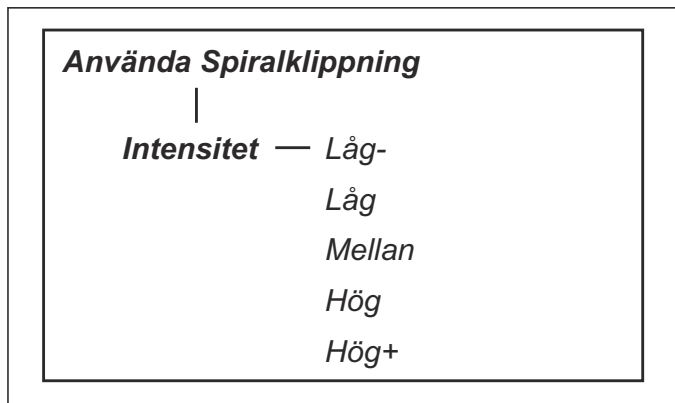 Använda Spiralklippning
Intensitet — Låg-
Låg
Mellan
Hög
Hög+